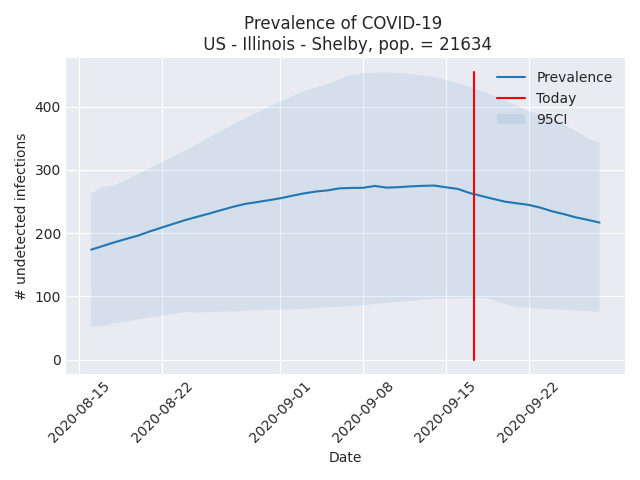 Prevalence of COVID-19
US - Illinois - Shelby, pop. = 21634
Prevalence
Today
95CI
# undetected infections
400
300
200
100
0
2020-08-15
2020-08-22
2020-09-01
2020-09-08
2020-09-15
2020-09-22
Date